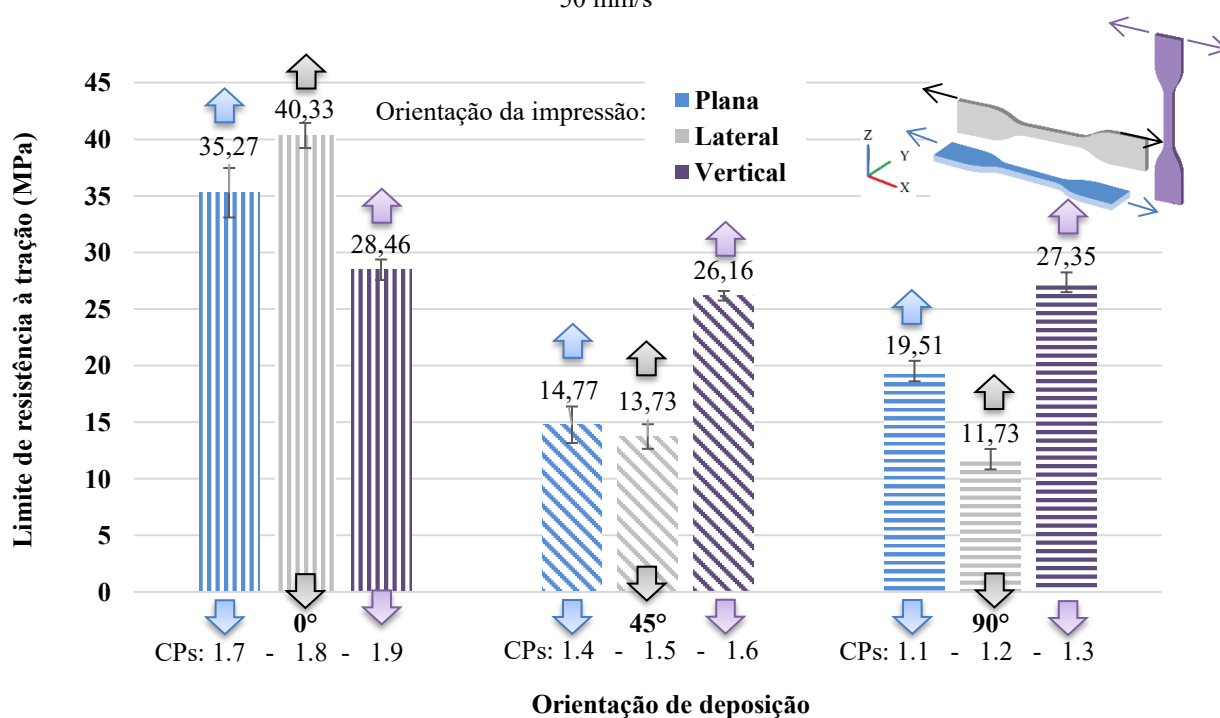 50 mm/s
Limite de resistência à tração (MPa)
45
40
35
30
25
20
15
10
5
0
35,27
40,33
28,46
14,77
13,73
26,16
19,51
11,73
27,35
Orientação da impressão:
Plana
Lateral
Vertical
Z
Y
X
0°
45°
90°
CPs: 1.7 - 1.8 - 1.9
CPs: 1.4 - 1.5 - 1.6
CPs: 1.1 - 1.2 - 1.3
Orientação de deposição